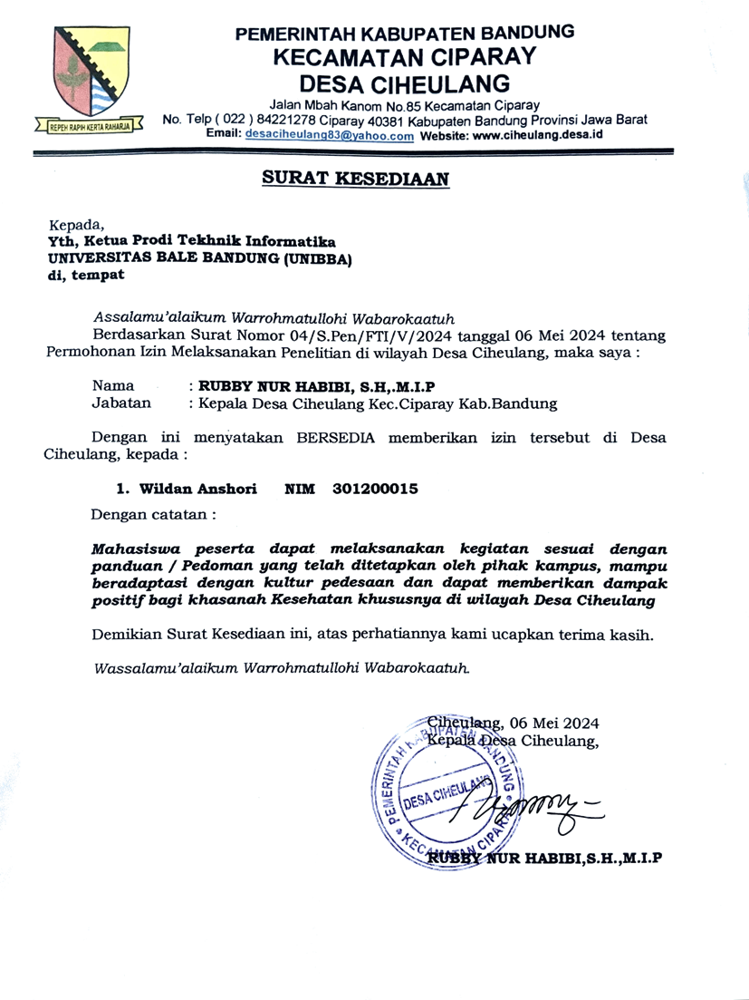 PEMERINTAH KABUPATEN BANDUNG
KECAMATAN CIPARAY
DESA CIHEULANG
Jalan Mbah Kanom No.85 Kecamatan Ciparay
No. Telp ( 022 ) 84221278 Ciparay 40381 Kabupaten Bandung Provinsi Jawa Barat
Email: desaciheulang83@yahoo.com Website: www.ciheulang.desa.id
REPEH RAPIH KERTA RAHARJA
SURAT KESEDIAAN
Kepada,
Yth, Ketua Prodi Tekhnik Informatika
UNIVERSITAS BALE BANDUNG (UNIBBA)
di, tempat
Assalamu'alaikum Warrohmatullohi Wabarokaatuh
Berdasarkan Surat Nomor 04/S.Pen/FTI/V/2024 tanggal 06 Mei 2024 tentang
Permohonan Izin Melaksanakan Penelitian di wilayah Desa Ciheulang, maka saya :
Nama : RUBBY NUR HABIBI, S.H,.M.I.P
Jabatan : Kepala Desa Ciheulang Kec.Ciparay Kab.Bandung
Dengan ini menyatakan BERSEDIA memberikan izin tersebut di Desa
Ciheulang, kepada :
1. Wildan Anshori NIM 301200015
Dengan catatan :
Mahasiswa peserta dapat melaksanakan kegiatan sesuai dengan
panduan / Pedoman yang telah ditetapkan oleh pihak kampus, mampu
beradaptasi dengan kultur pedesaan dan dapat memberikan dampak
positif bagi khasanah Kesehatan khususnya di wilayah Desa Ciheulang
Demikian Surat Kesediaan ini, atas perhatiannya kami ucapkan terima kasih.
Wassalamu'alaikum Warrohmatullohi Wabarokaatuh.
Ciheulang, 06 Mei 2024
Kepala Desa Ciheulang,
PEMERINTAH KABUPATEN BANDUNG
DESA CIHEULANG
KECAMATAN CIPARAY
RUBBY NUR HABIBI,S.H.,M.I.P